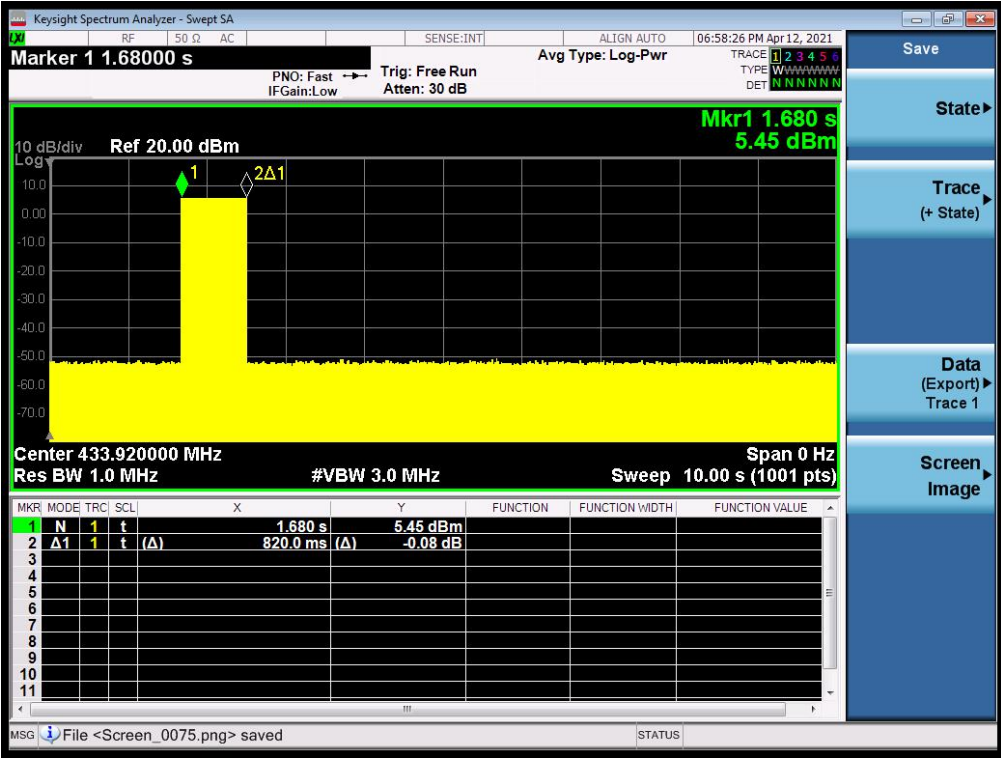 Keysight Spectrum Analyzer - Swept SA
LXI RF 50 Ω AC SENSE:INT ALIGN AUTO 06:58:26 PM Apr 12, 2021
Marker 1 1.68000 s
PNO: Fast
IFGain:Low
Trig: Free Run
Atten: 30 dB
Avg Type: Log-Pwr
TRACE 1 2 3 4 5 6
TYPE WWWWWWW
DET N N N N N N
Mkr1 1.680 s
5.45 dBm
10 dB/div Ref 20.00 dBm
Log
1 2Δ1
10.0
0.00
-10.0
-20.0
-30.0
-40.0
-50.0
-60.0
-70.0
Center 433.920000 MHz Span 0 Hz
Res BW 1.0 MHz #VBW 3.0 MHz Sweep 10.00 s (1001 pts)
MKR MODE TRC SCL X Y FUNCTION FUNCTION WIDTH FUNCTION VALUE
1 N 1 t 1.680 s 5.45 dBm
2 Δ1 1 t (Δ) 820.0 ms (Δ) -0.08 dB
3
4
5
6
7
8
9
10
11
MSG File <Screen_0075.png> saved STATUS
Save
State
Trace
(+ State)
Data
(Export)
Trace 1
Screen
Image